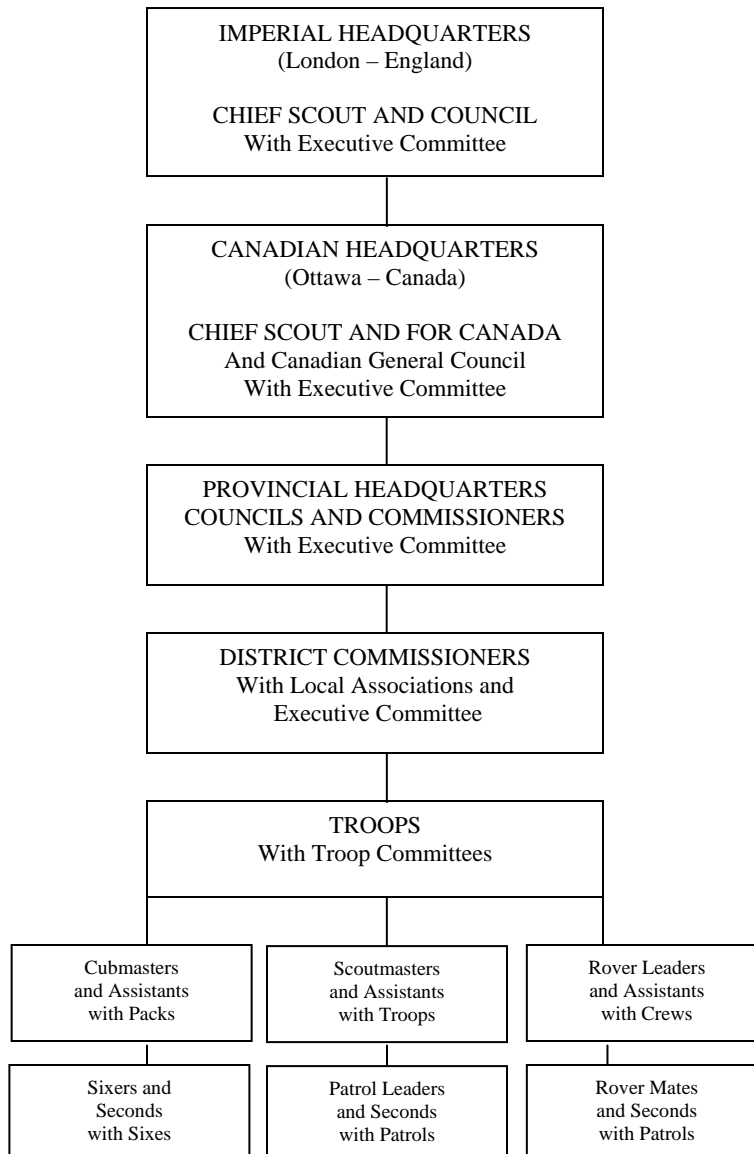 IMPERIAL HEADQUARTERS
(London – England)
CHIEF SCOUT AND COUNCIL
With Executive Committee
CANADIAN HEADQUARTERS
(Ottawa – Canada)
CHIEF SCOUT AND FOR CANADA
And Canadian General Council
With Executive Committee
PROVINCIAL HEADQUARTERS
COUNCILS AND COMMISSIONERS
With Executive Committee
DISTRICT COMMISSIONERS
With Local Associations and
Executive Committee
TROOPS
With Troop Committees
Cubmasters
and Assistants
with Packs
Scoutmasters
and Assistants
with Troops
Rover Leaders
and Assistants
with Crews
Sixers and
Seconds
with Sixes
Patrol Leaders
and Seconds
with Patrols
Rover Mates
and Seconds
with Patrols